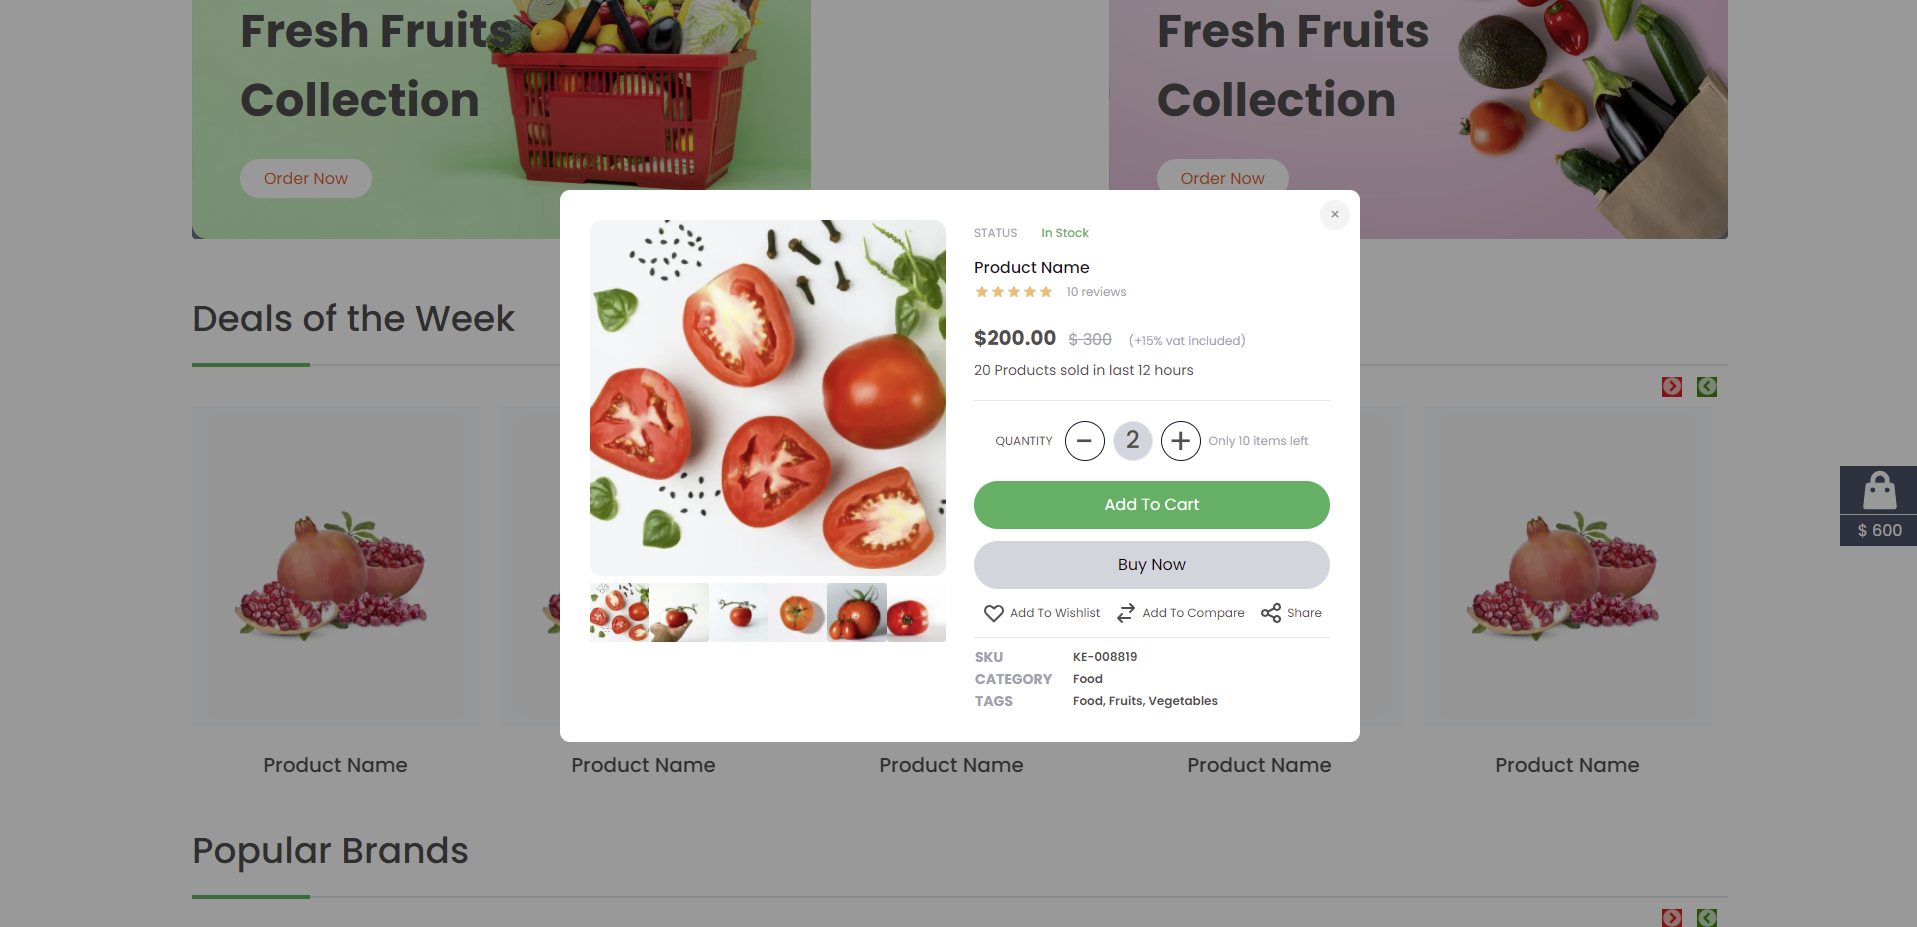 Fresh Fruits
Collection
Order Now
Fresh Fruits
Collection
Order Now
Deals of the Week
×
STATUS In Stock
Product Name
10 reviews
$200.00 $ 300 (+15% vat included)
20 Products sold in last 12 hours
QUANTITY − 2 + Only 10 items left
Add To Cart
Buy Now
Add To Wishlist Add To Compare Share
SKU KE-008819
CATEGORY Food
TAGS Food, Fruits, Vegetables
$ 600
Product Name Product Name Product Name Product Name Product Name
Popular Brands